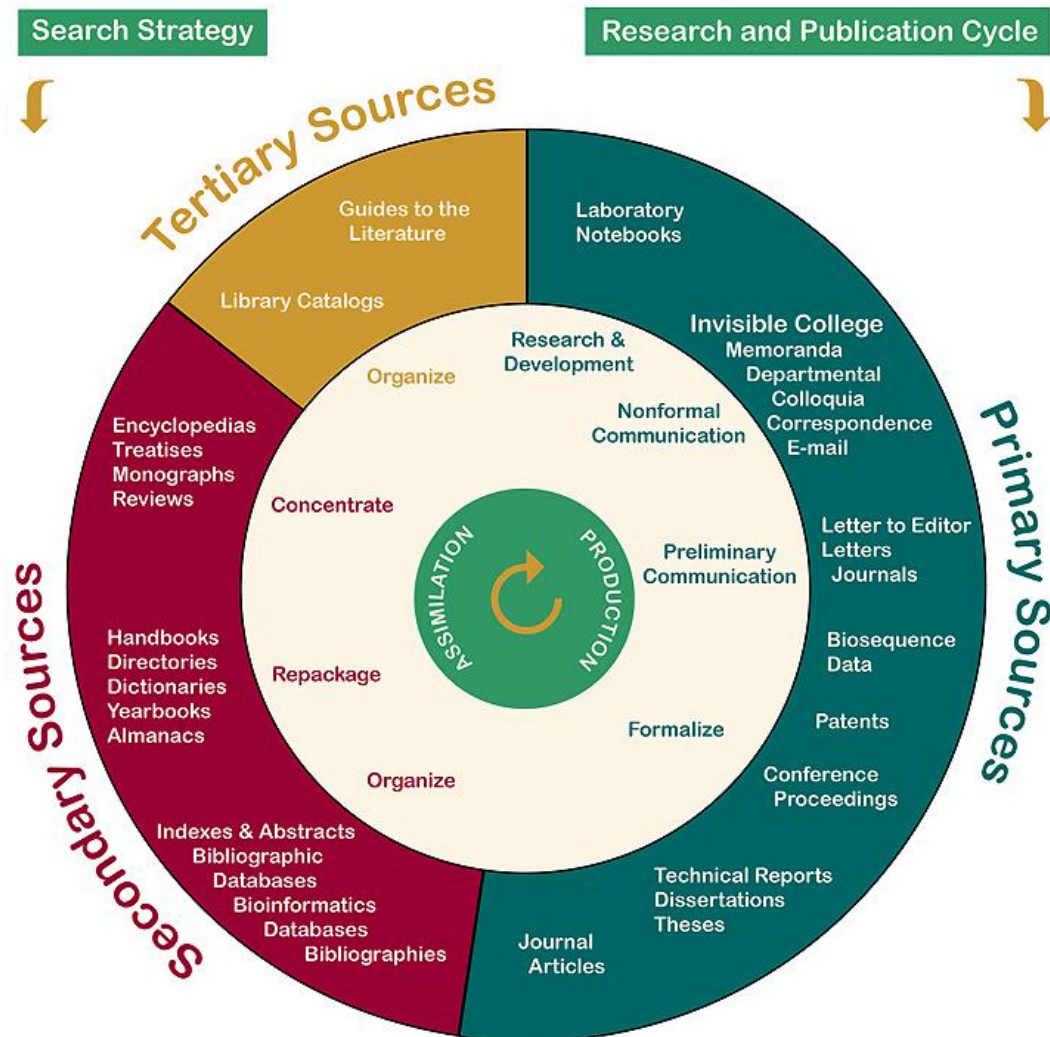 Search Strategy
Research and Publication Cycle
Tertiary Sources
Guides to the
Literature
Library Catalogs
Organize
Laboratory
Notebooks
Research &
Development
Invisible College
Memoranda
Departmental
Colloquia
Correspondence
E-mail
Nonformal
Communication
Primary Sources
Letter to Editor
Letters
Journals
Preliminary
Communication
Biosequence
Data
Patents
Formalize
Conference
Proceedings
Technical Reports
Dissertations
Theses
Journal
Articles
PRODUCTION
ASSIMILATION
Secondary Sources
Encyclopedias
Treatises
Monographs
Reviews
Concentrate
Handbooks
Directories
Dictionaries
Yearbooks
Almanacs
Repackage
Organize
Indexes & Abstracts
Bibliographic
Databases
Bioinformatics
Databases
Bibliographies